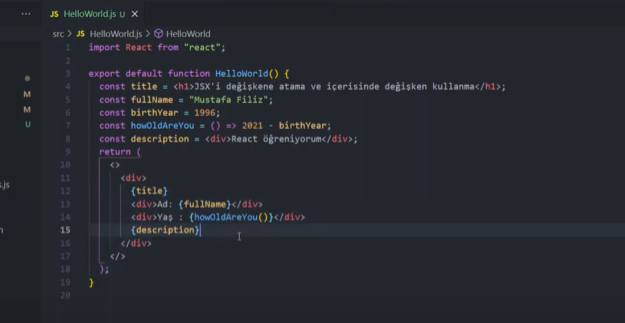 ··· JS HelloWorld.js U ×
src > JS HelloWorld.js > HelloWorld
1 import React from "react";
2
3 export default function HelloWorld() {
4 const title = <h1>JSX'i değişkene atama ve içerisinde değişken kullanma</h1>;
5 const fullName = "Mustafa Filiz";
6 const birthYear = 1996;
7 const howOldAreYou = () => 2021 - birthYear;
8 const description = <div>React öğreniyorum</div>;
9 return (
10 <>
11 <div>
12 {title}
13 <div>Ad: {fullName}</div>
14 <div>Yaş : {howOldAreYou()}</div>
15 {description}
16 </div>
17 </>
18 );
19 }
20
M
M
U
s.js